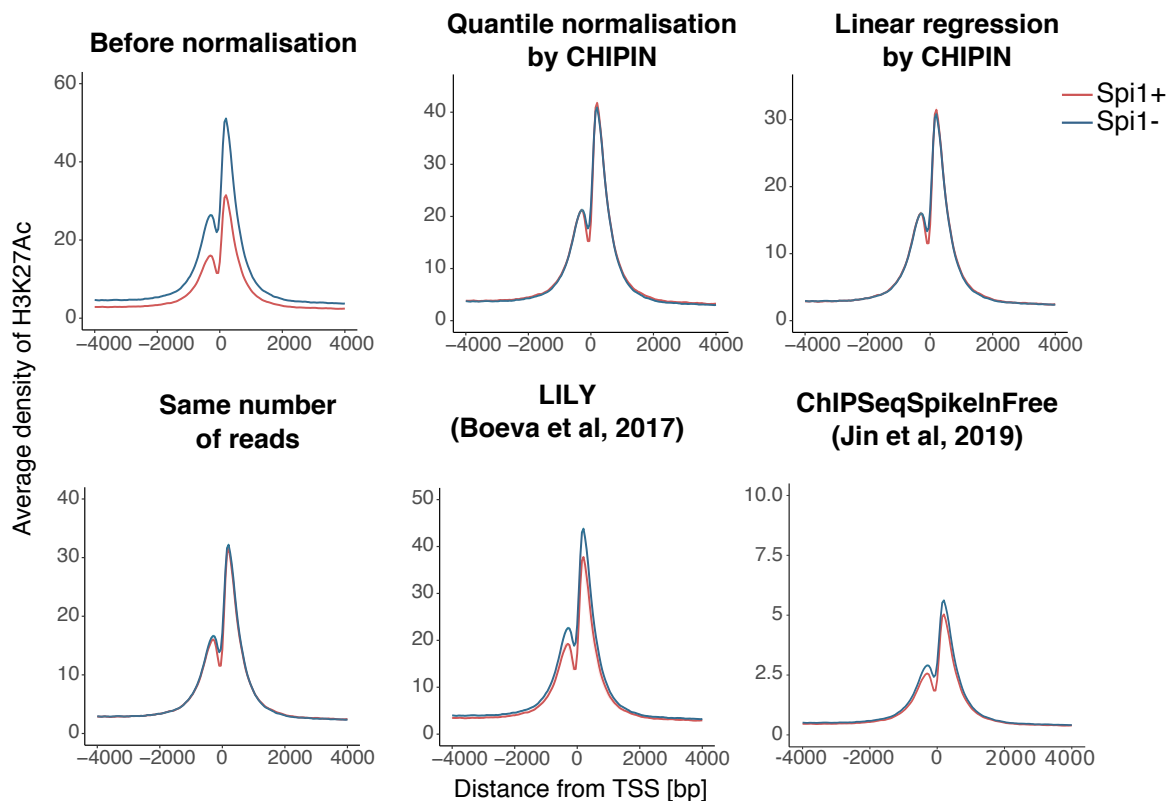 Before normalisation
Quantile normalisation
by CHIPIN
Linear regression
by CHIPIN
Spi1+
Spi1-
Average density of H3K27Ac
60
40
20
0
−4000 −2000 0 2000 4000
40
30
20
10
0
−4000 −2000 0 2000 4000
30
20
10
0
−4000 −2000 0 2000 4000
Same number
of reads
LILY
(Boeva et al, 2017)
ChIPSeqSpikeInFree
(Jin et al, 2019)
40
30
20
10
0
−4000 −2000 0 2000 4000
50
40
30
20
10
0
−4000 −2000 0 2000 4000
10.0
7.5
5
2.5
0
-4000 -2000 0 2000 4000
Distance from TSS [bp]